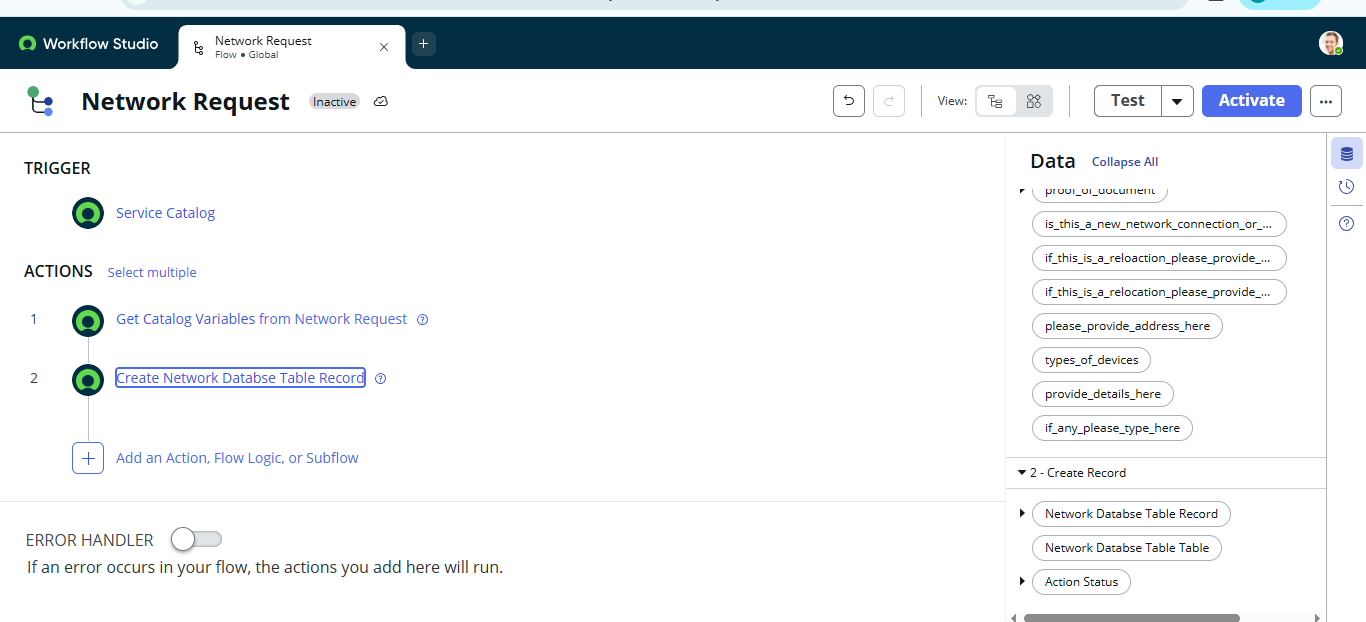 Workflow Studio
Network Request
Flow • Global
Network Request
Inactive
View:
Test
Activate
TRIGGER
Service Catalog
ACTIONS
Select multiple
1
Get Catalog Variables from Network Request
2
Create Network Databse Table Record
Add an Action, Flow Logic, or Subflow
ERROR HANDLER
If an error occurs in your flow, the actions you add here will run.
Data
Collapse All
proof_of_document
is_this_a_new_network_connection_or_...
if_this_is_a_reloaction_please_provide_...
if_this_is_a_relocation_please_provide_...
please_provide_address_here
types_of_devices
provide_details_here
if_any_please_type_here
2 - Create Record
Network Databse Table Record
Network Databse Table Table
Action Status